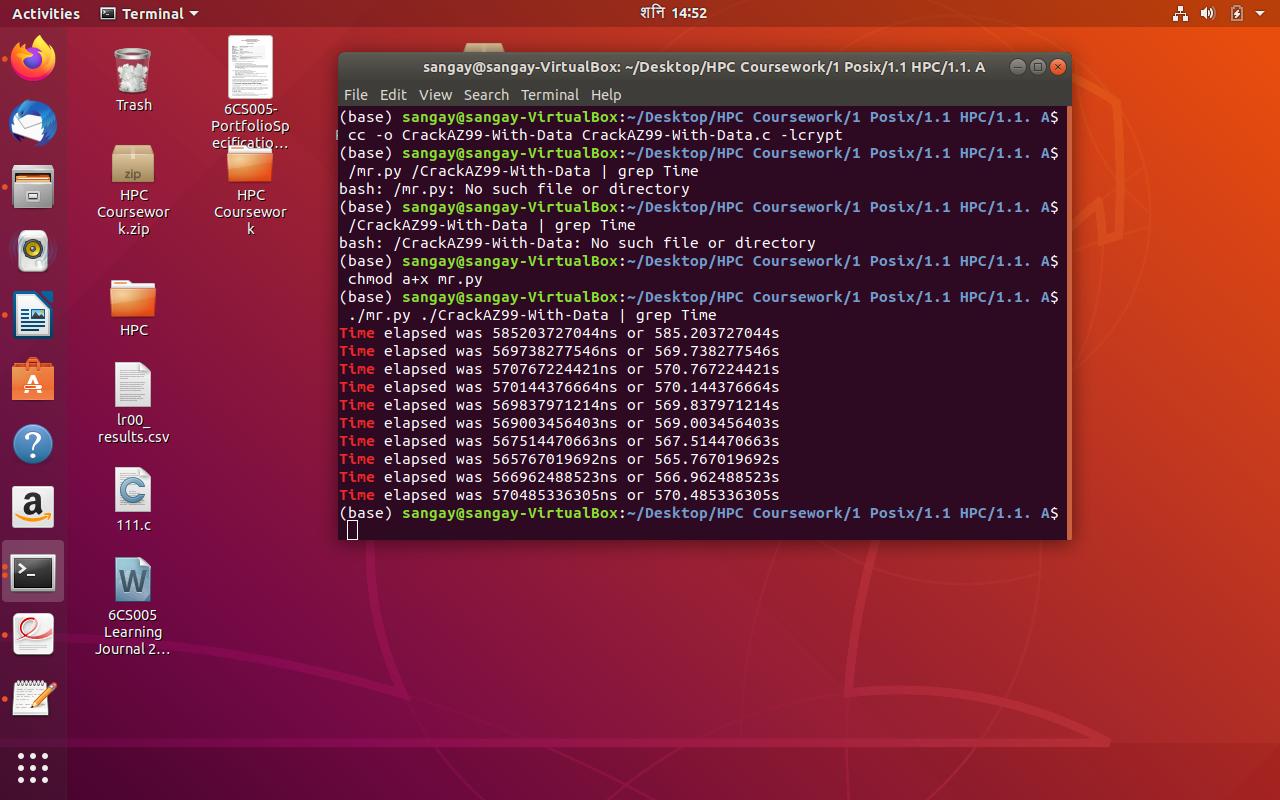 Activities Terminal शनि 14:52
Trash
6CS005-
PortfolioSp
ecificatio...
zip
HPC
Coursewor
k.zip
HPC
Coursewor
k
HPC
lr00_
results.csv
111.c
6CS005
Learning
Journal 2...
sangay@sangay-VirtualBox: ~/Desktop/HPC Coursework/1 Posix/1.1 HPC/1.1. A
File Edit View Search Terminal Help
(base) sangay@sangay-VirtualBox:~/Desktop/HPC Coursework/1 Posix/1.1 HPC/1.1. A$
cc -o CrackAZ99-With-Data CrackAZ99-With-Data.c -lcrypt
(base) sangay@sangay-VirtualBox:~/Desktop/HPC Coursework/1 Posix/1.1 HPC/1.1. A$
/mr.py /CrackAZ99-With-Data | grep Time
bash: /mr.py: No such file or directory
(base) sangay@sangay-VirtualBox:~/Desktop/HPC Coursework/1 Posix/1.1 HPC/1.1. A$
/CrackAZ99-With-Data | grep Time
bash: /CrackAZ99-With-Data: No such file or directory
(base) sangay@sangay-VirtualBox:~/Desktop/HPC Coursework/1 Posix/1.1 HPC/1.1. A$
chmod a+x mr.py
(base) sangay@sangay-VirtualBox:~/Desktop/HPC Coursework/1 Posix/1.1 HPC/1.1. A$
./mr.py ./CrackAZ99-With-Data | grep Time
Time elapsed was 585203727044ns or 585.203727044s
Time elapsed was 569738277546ns or 569.738277546s
Time elapsed was 570767224421ns or 570.767224421s
Time elapsed was 570144376664ns or 570.144376664s
Time elapsed was 569837971214ns or 569.837971214s
Time elapsed was 569003456403ns or 569.003456403s
Time elapsed was 567514470663ns or 567.514470663s
Time elapsed was 565767019692ns or 565.767019692s
Time elapsed was 566962488523ns or 566.962488523s
Time elapsed was 570485336305ns or 570.485336305s
(base) sangay@sangay-VirtualBox:~/Desktop/HPC Coursework/1 Posix/1.1 HPC/1.1. A$